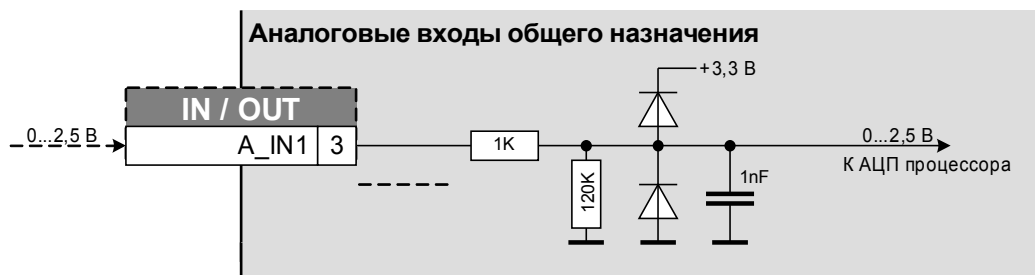 Аналоговые входы общего назначения
+3,3 В
IN / OUT
0...2,5 В
A_IN1 3
1K
120K
1nF
0...2,5 В
К АЦП процессора